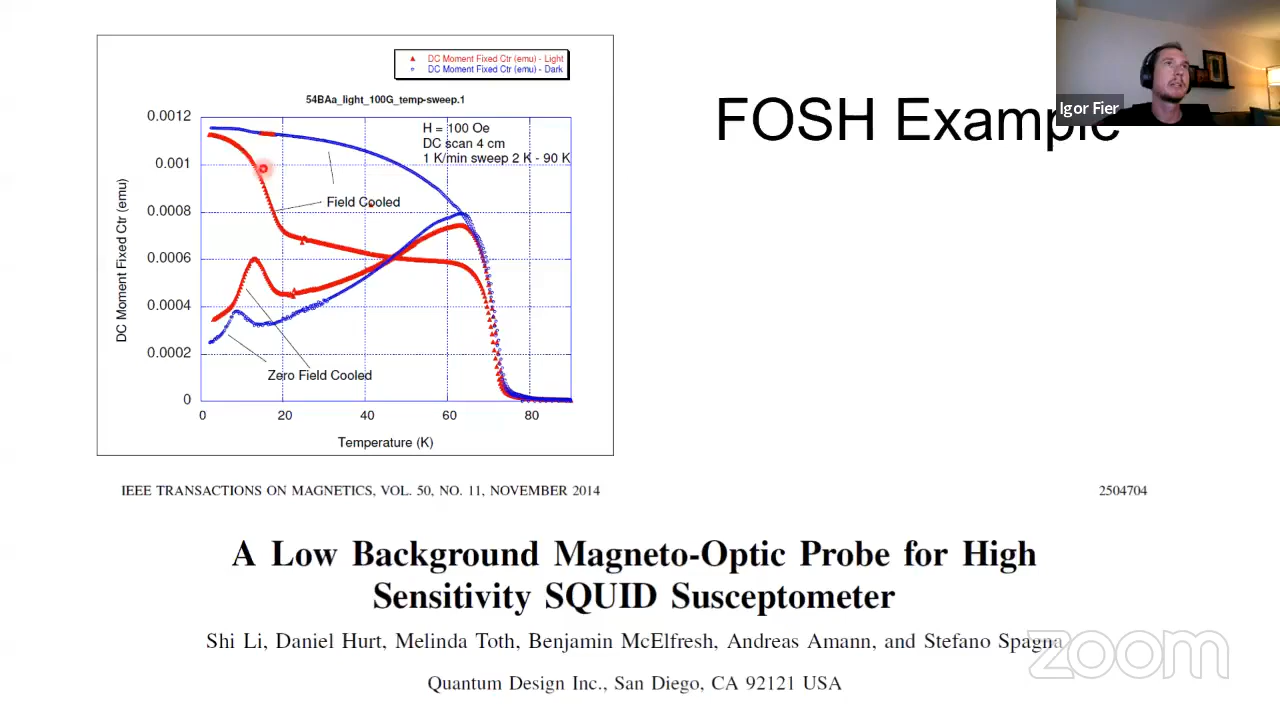 DC Moment Fixed Ctr (emu) - Light
DC Moment Fixed Ctr (emu) - Dark
54BAa_light_100G_temp-sweep.1
H = 100 Oe
DC scan 4 cm
1 K/min sweep 2 K - 90 K
Field Cooled
Zero Field Cooled
DC Moment Fixed Ctr (emu)
0.0012
0.001
0.0008
0.0006
0.0004
0.0002
0
0 20 40 60 80
Temperature (K)
FOSH Example
Igor Fier
IEEE TRANSACTIONS ON MAGNETICS, VOL. 50, NO. 11, NOVEMBER 2014 2504704
A Low Background Magneto-Optic Probe for High
Sensitivity SQUID Susceptometer
Shi Li, Daniel Hurt, Melinda Toth, Benjamin McElfresh, Andreas Amann, and Stefano Spagna
Quantum Design Inc., San Diego, CA 92121 USA
zoom